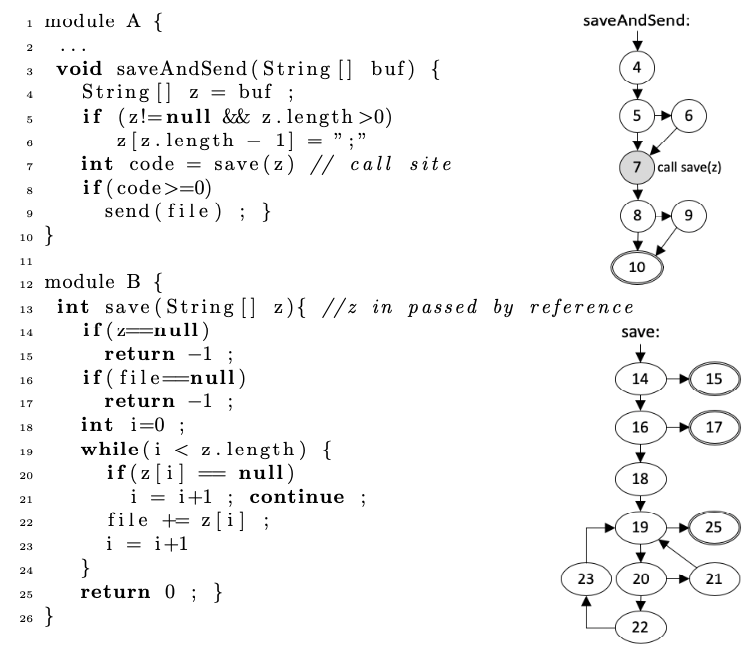 1 module A {
2 ...
3 void saveAndSend(String[] buf) {
4 String[] z = buf ;
5 if (z!=null && z.length>0)
6 z[z.length - 1] = ";"
7 int code = save(z) // call site
8 if(code>=0)
9 send(file) ; }
10 }
11
12 module B {
13 int save(String[] z){ //z in passed by reference
14 if(z==null)
15 return -1 ;
16 if(file==null)
17 return -1 ;
18 int i=0 ;
19 while(i < z.length) {
20 if(z[i] == null)
21 i = i+1 ; continue ;
22 file += z[i] ;
23 i = i+1
24 }
25 return 0 ; }
26 }
saveAndSend:
4
5 6
7 call save(z)
8 9
10
save:
14 15
16 17
18
19 25
23 20 21
22